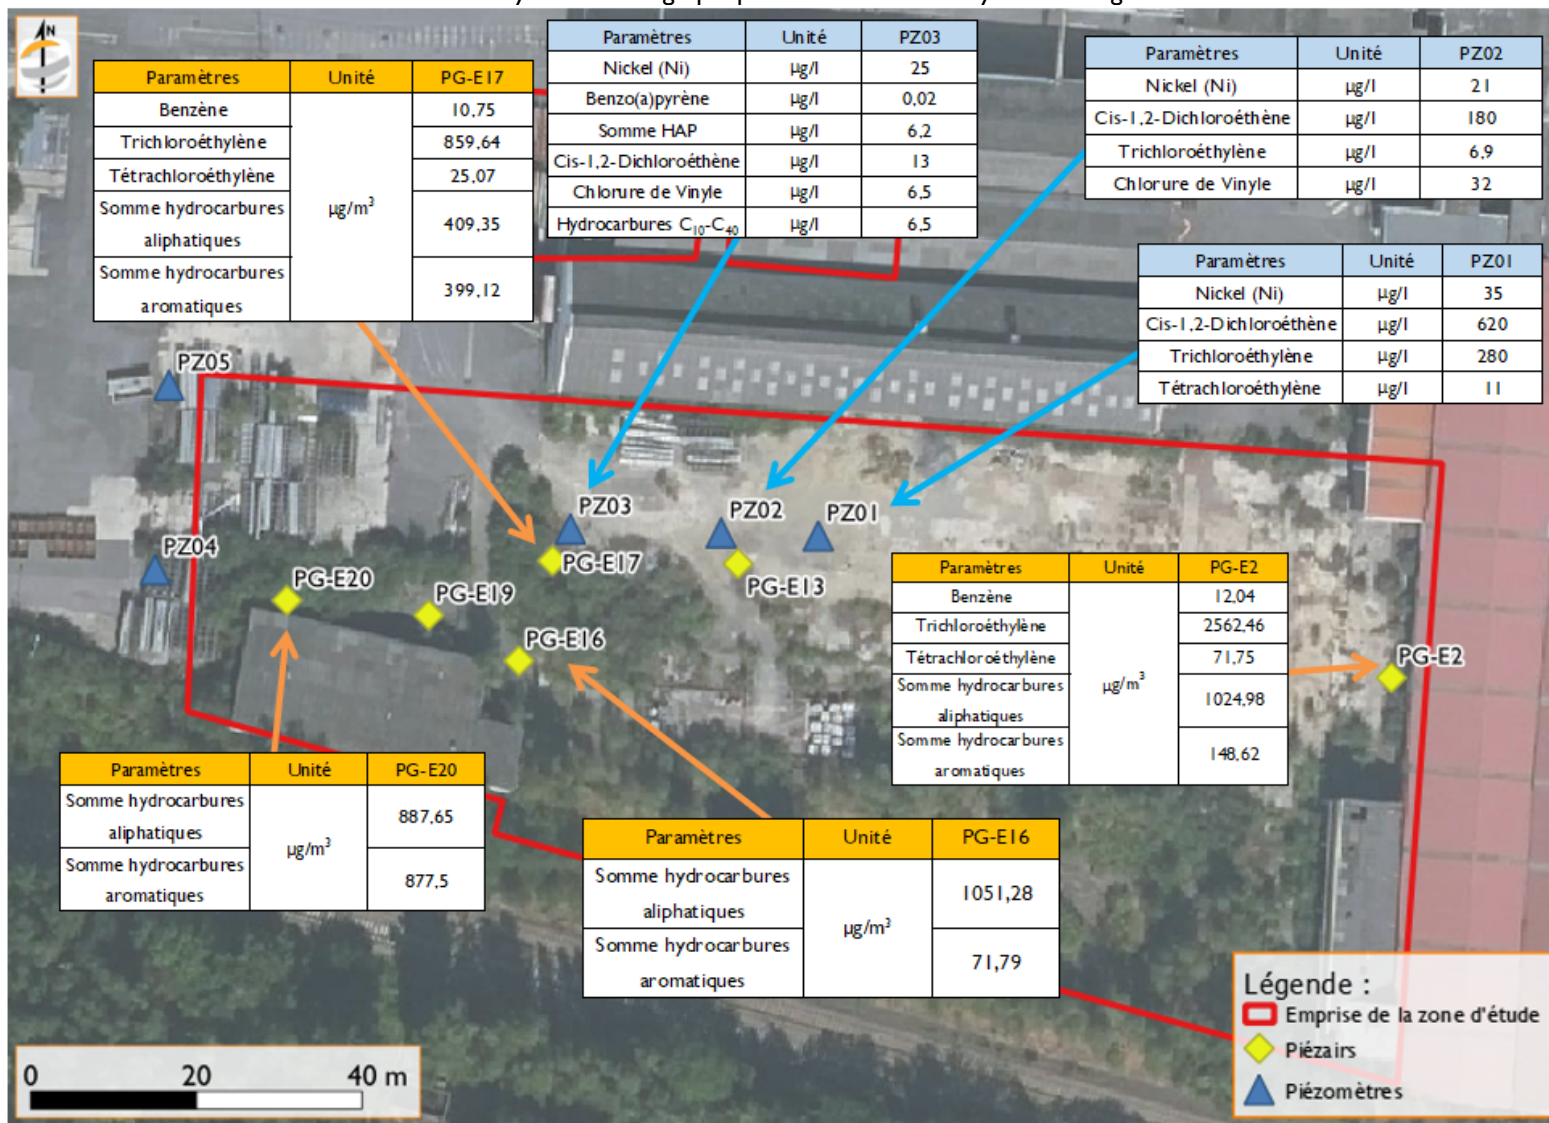 N
Paramètres Unité PG-E17
Benzène 10,75
Trichloroéthylène 859,64
Tétrachloroéthylène 25,07
Somme hydrocarbures
aliphatiques 409,35
µg/m³
Somme hydrocarbures
aromatiques 399,12
Paramètres Unité PZ03
Nickel (Ni) µg/l 25
Benzo(a)pyrène µg/l 0,02
Somme HAP µg/l 6,2
Cis-1,2-Dichloroéthène µg/l 13
Chlorure de Vinyle µg/l 6,5
Hydrocarbures C₁₀-C₄₀ µg/l 6,5
Paramètres Unité PZ02
Nickel (Ni) µg/l 21
Cis-1,2-Dichloroéthène µg/l 180
Trichloroéthylène µg/l 6,9
Chlorure de Vinyle µg/l 32
Paramètres Unité PZ01
Nickel (Ni) µg/l 35
Cis-1,2-Dichloroéthène µg/l 620
Trichloroéthylène µg/l 280
Tétrachloroéthylène µg/l 11
PZ05
PZ03
PZ02
PZ01
PZ04
PG-E17
PG-E20
PG-E13
PG-E19
PG-E16
PG-E2
Paramètres Unité PG-E2
Benzène 12,04
Trichloroéthylène 2562,46
Tétrachloroéthylène 71,75
µg/m³
Somme hydrocarbures
aliphatiques 1024,98
Somme hydrocarbures
aromatiques 148,62
Paramètres Unité PG-E20
Somme hydrocarbures
aliphatiques 887,65
µg/m³
Somme hydrocarbures
aromatiques 877,5
Paramètres Unité PG-E16
Somme hydrocarbures
aliphatiques 1051,28
µg/m³
Somme hydrocarbures
aromatiques 71,79
Légende :
Emprise de la zone d'étude
Piézairs
Piézomètres
0 20 40 m